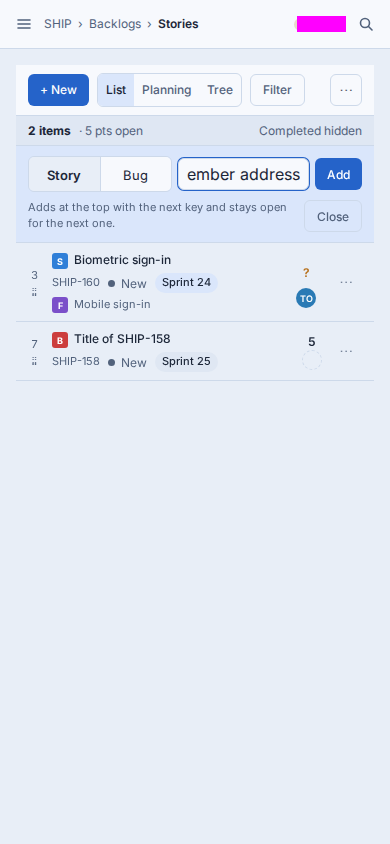 SHIP › Backlogs › Stories
+ New List Planning Tree Filter ···
2 items · 5 pts open Completed hidden
Story Bug ember address Add
Adds at the top with the next key and stays open
for the next one.
Close
3 S Biometric sign-in ?
SHIP-160 New Sprint 24 TO ···
F Mobile sign-in
7 B Title of SHIP-158 5
SHIP-158 New Sprint 25 ···